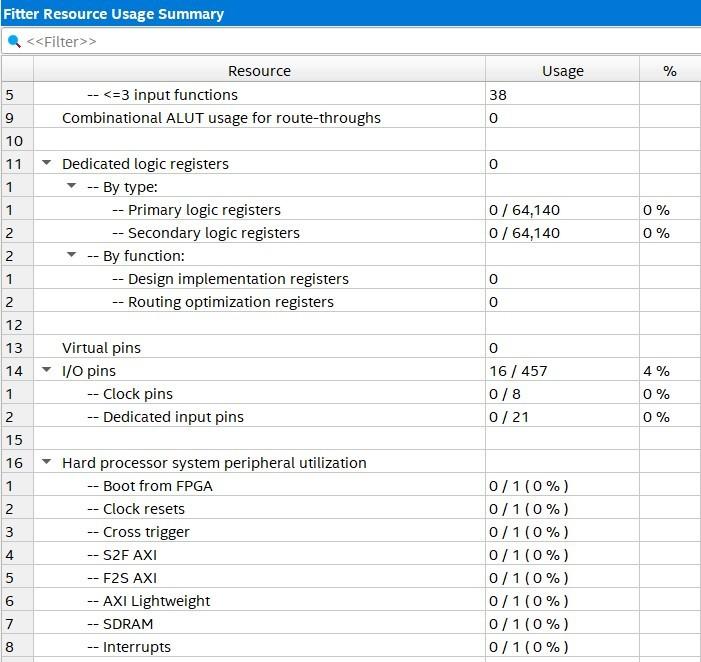 Fitter Resource Usage Summary
<<Filter>>
Resource Usage %
5 -- <=3 input functions 38
9 Combinational ALUT usage for route-throughs 0
10
11 Dedicated logic registers 0
1 -- By type:
1 -- Primary logic registers 0 / 64,140 0 %
2 -- Secondary logic registers 0 / 64,140 0 %
2 -- By function:
1 -- Design implementation registers 0
2 -- Routing optimization registers 0
12
13 Virtual pins 0
14 I/O pins 16 / 457 4 %
1 -- Clock pins 0 / 8 0 %
2 -- Dedicated input pins 0 / 21 0 %
15
16 Hard processor system peripheral utilization
1 -- Boot from FPGA 0 / 1 ( 0 % )
2 -- Clock resets 0 / 1 ( 0 % )
3 -- Cross trigger 0 / 1 ( 0 % )
4 -- S2F AXI 0 / 1 ( 0 % )
5 -- F2S AXI 0 / 1 ( 0 % )
6 -- AXI Lightweight 0 / 1 ( 0 % )
7 -- SDRAM 0 / 1 ( 0 % )
8 -- Interrupts 0 / 1 ( 0 % )